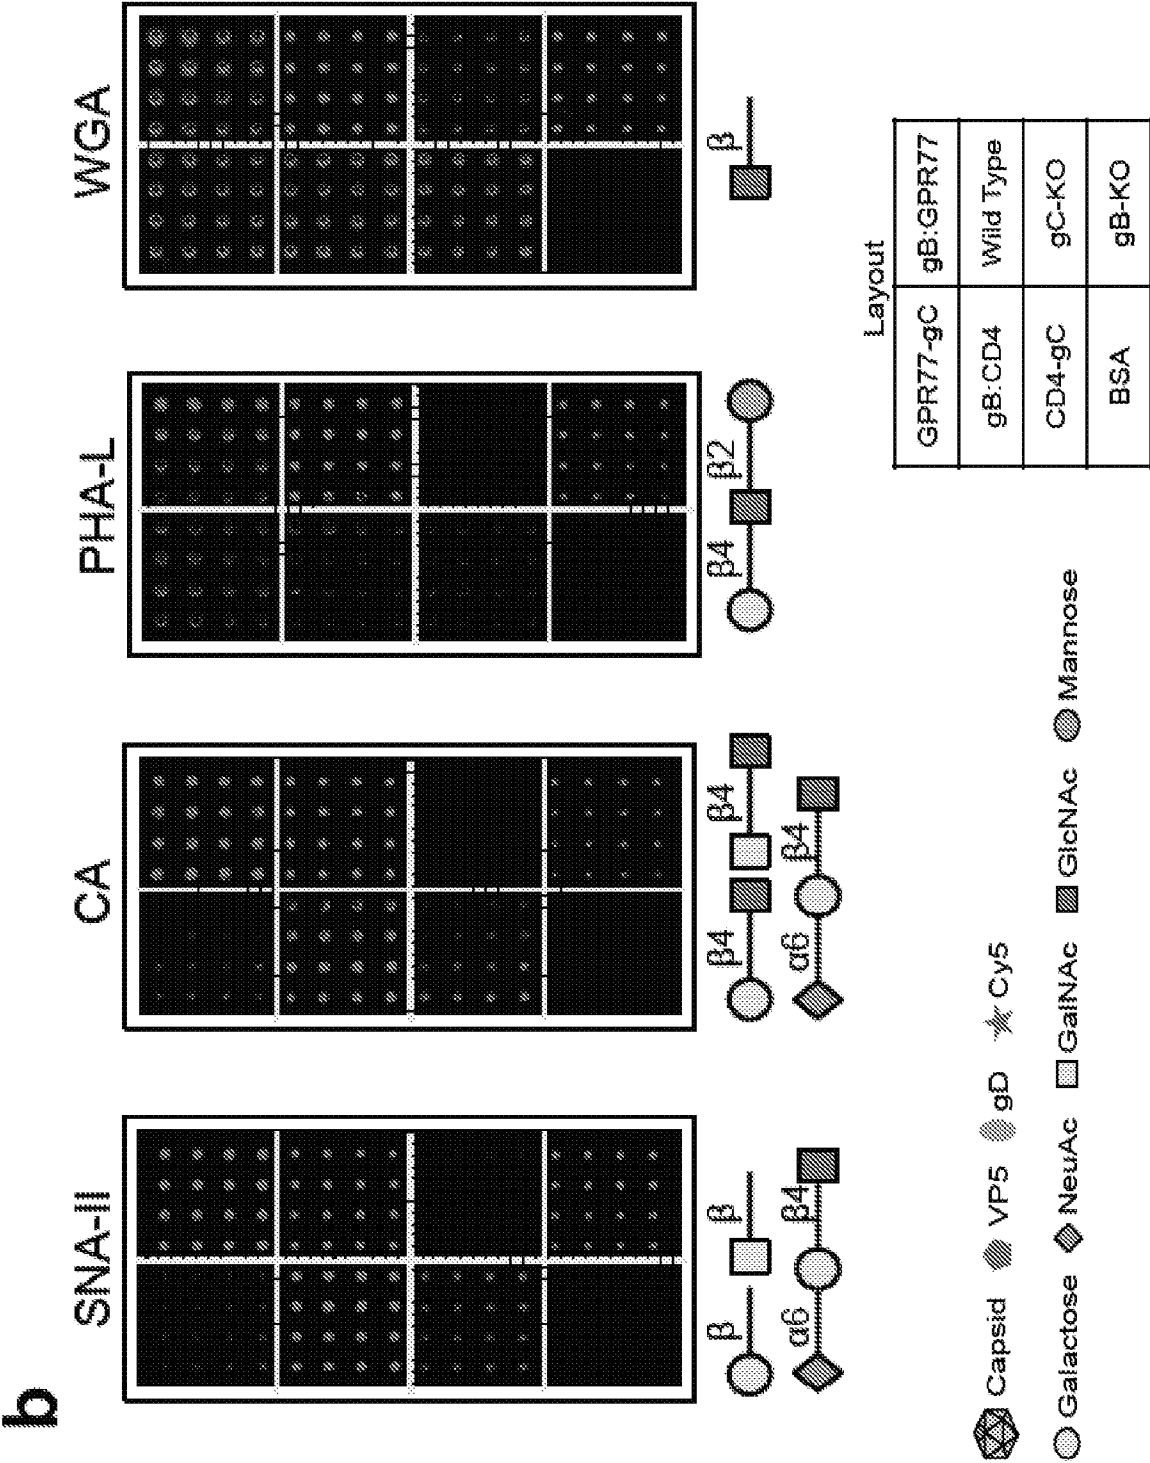 b
SNA-II
CA
PHA-L
WGA
β β
α6 β4
β4 β4
α6 β4
β4 β2
β
Layout
GPR77-gC gB:GPR77
gB:CD4 Wild Type
CD4-gC gC-KO
BSA gB-KO
Capsid VP5 gD Cy5
Galactose NeuAc GalNAc GlcNAc Mannose